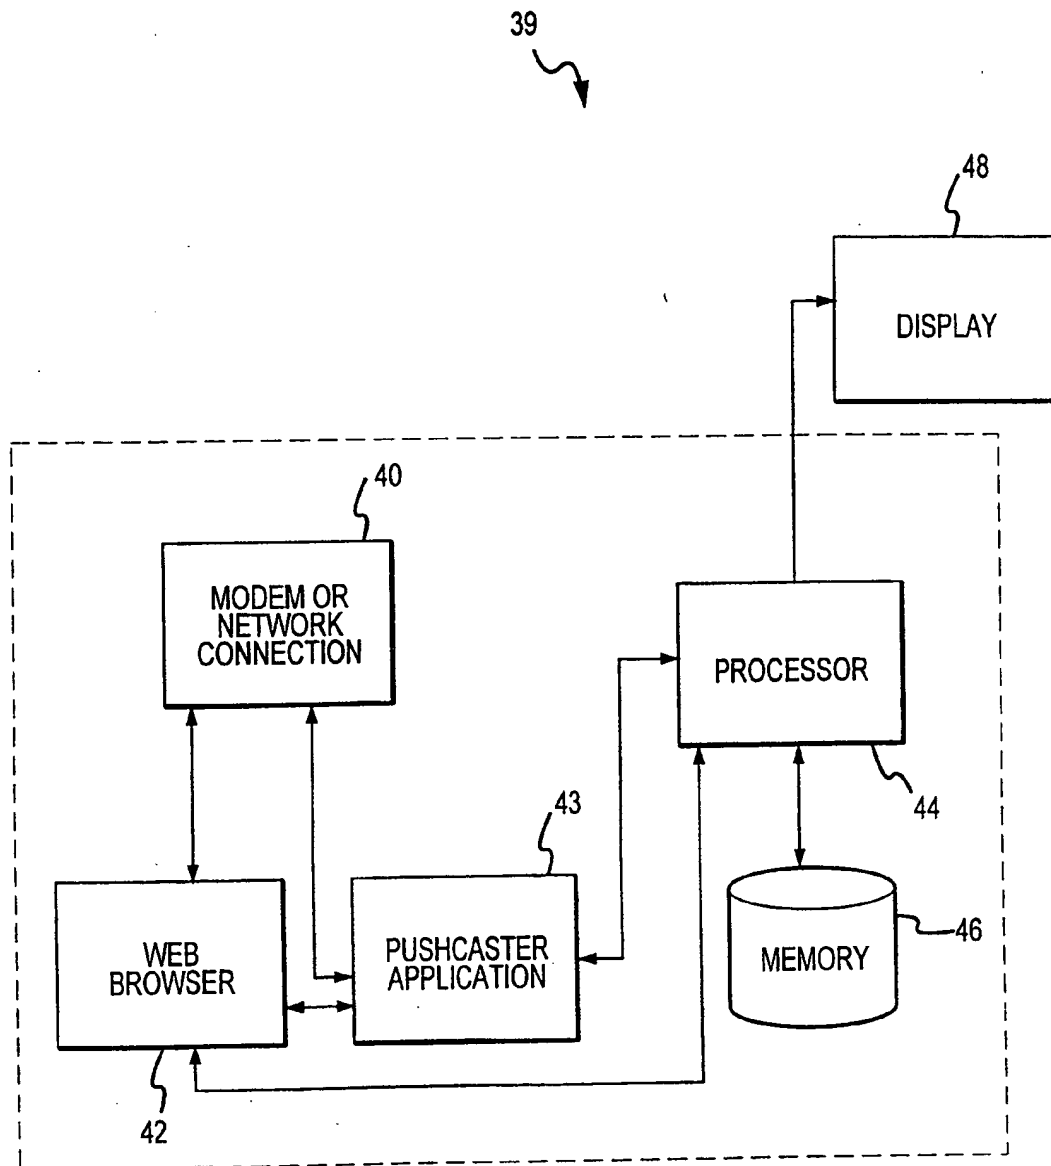 39
48
DISPLAY
40
MODEM OR
NETWORK
CONNECTION
PROCESSOR
44
43
WEB
BROWSER
PUSHCASTER
APPLICATION
MEMORY
46
42